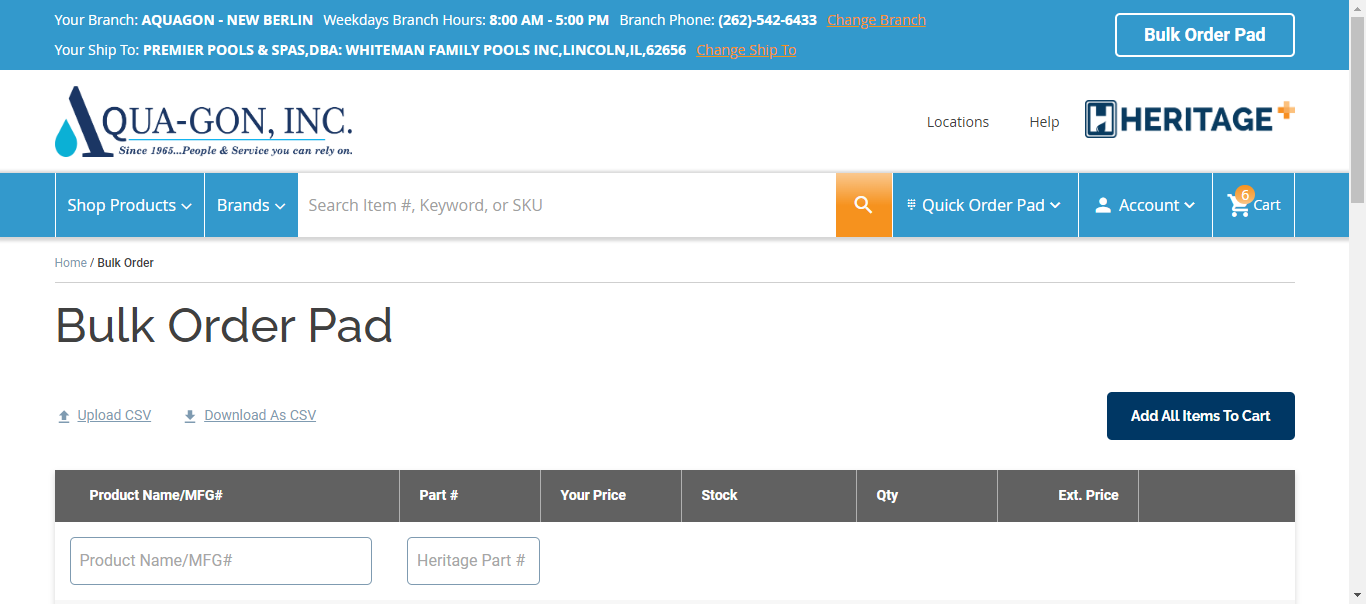 Your Branch: AQUAGON - NEW BERLIN Weekdays Branch Hours: 8:00 AM - 5:00 PM Branch Phone: (262)-542-6433 Change Branch
Your Ship To: PREMIER POOLS & SPAS,DBA: WHITEMAN FAMILY POOLS INC,LINCOLN,IL,62656 Change Ship To
Bulk Order Pad
AQUA-GON, INC.
Since 1965...People & Service you can rely on.
Locations Help HERITAGE+
Shop Products Brands Search Item #, Keyword, or SKU Quick Order Pad Account 6 Cart
Home / Bulk Order
Bulk Order Pad
Upload CSV Download As CSV Add All Items To Cart
Product Name/MFG# Part # Your Price Stock Qty Ext. Price
Product Name/MFG# Heritage Part #